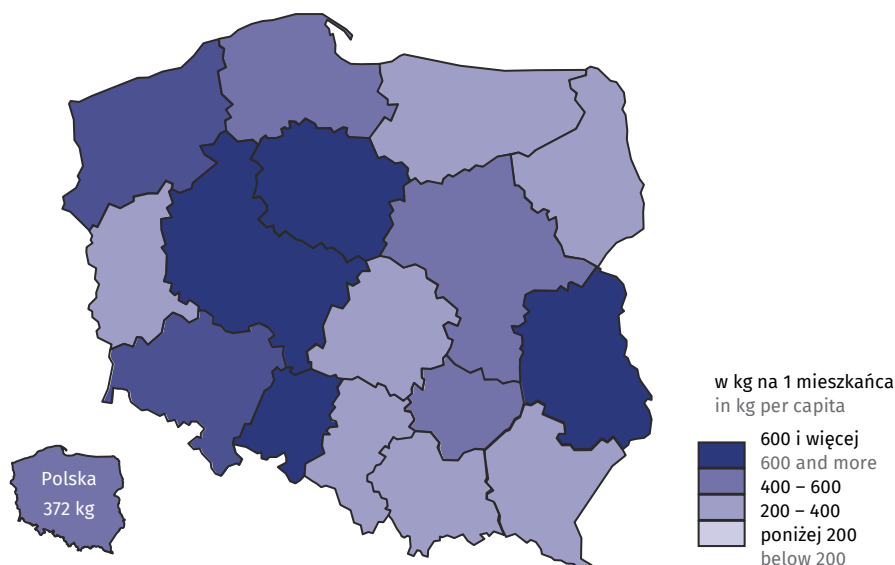 w kg na 1 mieszkańca
in kg per capita
600 i więcej
600 and more
400 – 600
200 – 400
poniżej 200
below 200
Polska
372 kg